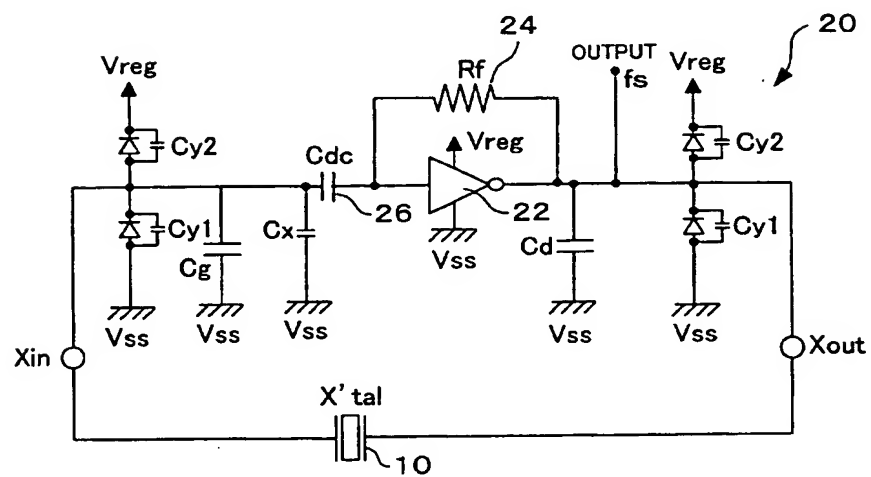 20
24
OUTPUT
fs
Vreg
Rf
Vreg
Cy2
Cdc
Vreg
Cy2
26
22
Cy1
Cx
Cg
Vss
Cd
Cy1
Vss
Vss
Vss
Vss
Vss
Xin
Xout
X'tal
10